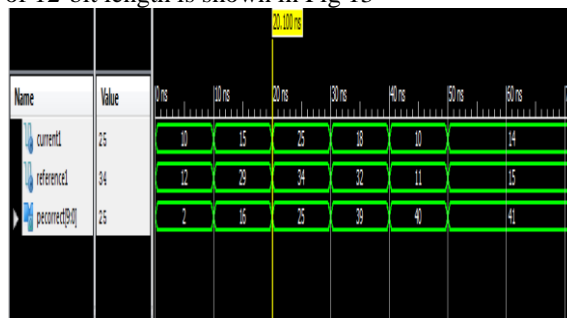 of 12-bit length is shown in Fig 15
20.100 ns
Name Value 0 ns 10 ns 20 ns 30 ns 40 ns 50 ns 60 ns
current1 25 10 15 25 18 10 14
reference1 34 12 29 34 32 11 15
pecorrect[9:0] 25 2 16 25 39 40 41